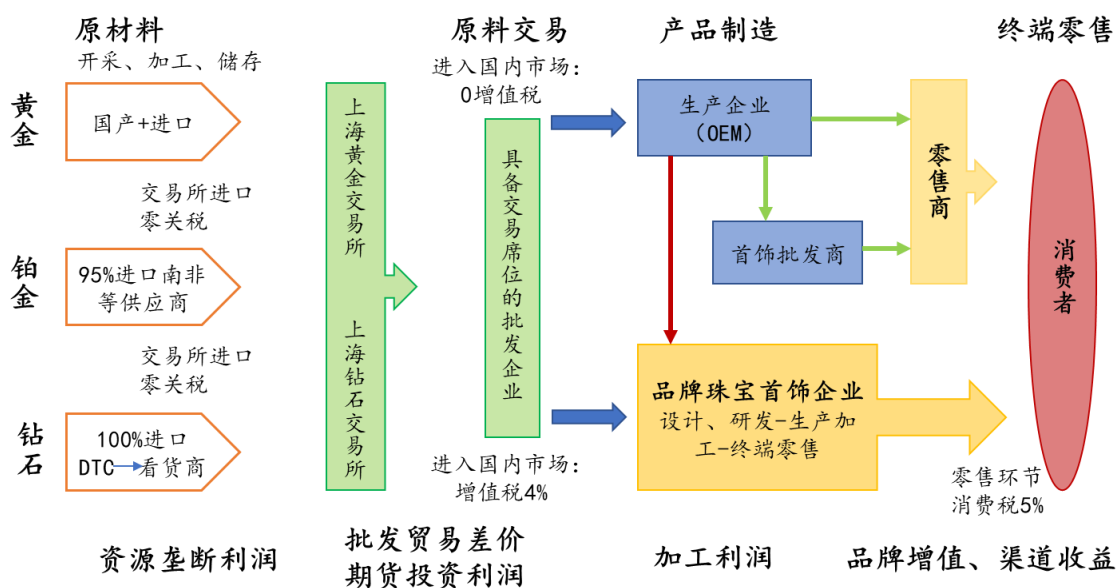 原材料
开采、加工、储存
黄金
国产+进口
交易所进口
零关税
铂金
95%进口南非
等供应商
交易所进口
零关税
钻石
100%进口
DTC
看货商
资源垄断利润
上海黄金交易所
上海钻石交易所
批发贸易差价
期货投资利润
原料交易
进入国内市场：
0增值税
具备交易席位的批发企业
进入国内市场：
增值税4%
产品制造
生产企业
（OEM）
首饰批发商
品牌珠宝首饰企业
设计、研发-生产加
工-终端零售
加工利润
零售商
终端零售
消费者
零售环节
消费税5%
品牌增值、渠道收益